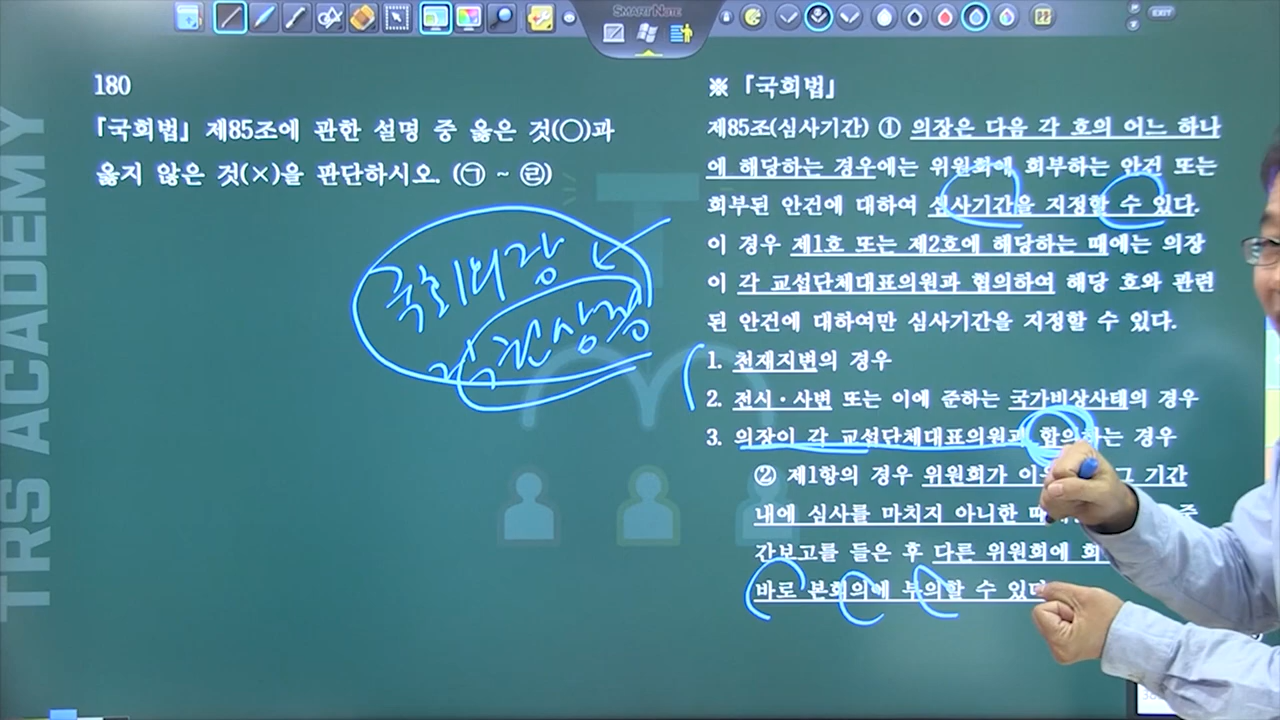 SMART NOTE
EXIT
TRS ACADEMY
180
『국회법』 제85조에 관한 설명 중 옳은 것(○)과
옳지 않은 것(×)을 판단하시오. (㉠ ~ ㉣)
국회의장
직권상정
※ 「국회법」
제85조(심사기간) ① 의장은 다음 각 호의 어느 하나
에 해당하는 경우에는 위원회에 회부하는 안건 또는
회부된 안건에 대하여 심사기간을 지정할 수 있다.
이 경우 제1호 또는 제2호에 해당하는 때에는 의장
이 각 교섭단체대표의원과 협의하여 해당 호와 관련
된 안건에 대하여만 심사기간을 지정할 수 있다.
1. 천재지변의 경우
2. 전시·사변 또는 이에 준하는 국가비상사태의 경우
3. 의장이 각 교섭단체대표의원과 합의하는 경우
② 제1항의 경우 위원회가 이유 그 기간
내에 심사를 마치지 아니한 때 중
간보고를 들은 후 다른 위원회에 회
바로 본회의에 부의할 수 있다